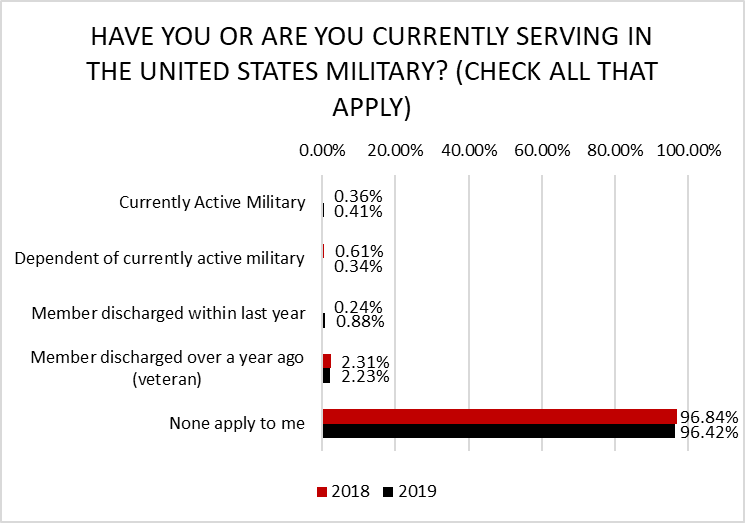 HAVE YOU OR ARE YOU CURRENTLY SERVING IN
THE UNITED STATES MILITARY? (CHECK ALL THAT
APPLY)
0.00% 20.00% 40.00% 60.00% 80.00% 100.00%
Currently Active Military
0.36%
0.41%
Dependent of currently active military
0.61%
0.34%
Member discharged within last year
0.24%
0.88%
Member discharged over a year ago
(veteran)
2.31%
2.23%
None apply to me
96.84%
96.42%
2018 2019